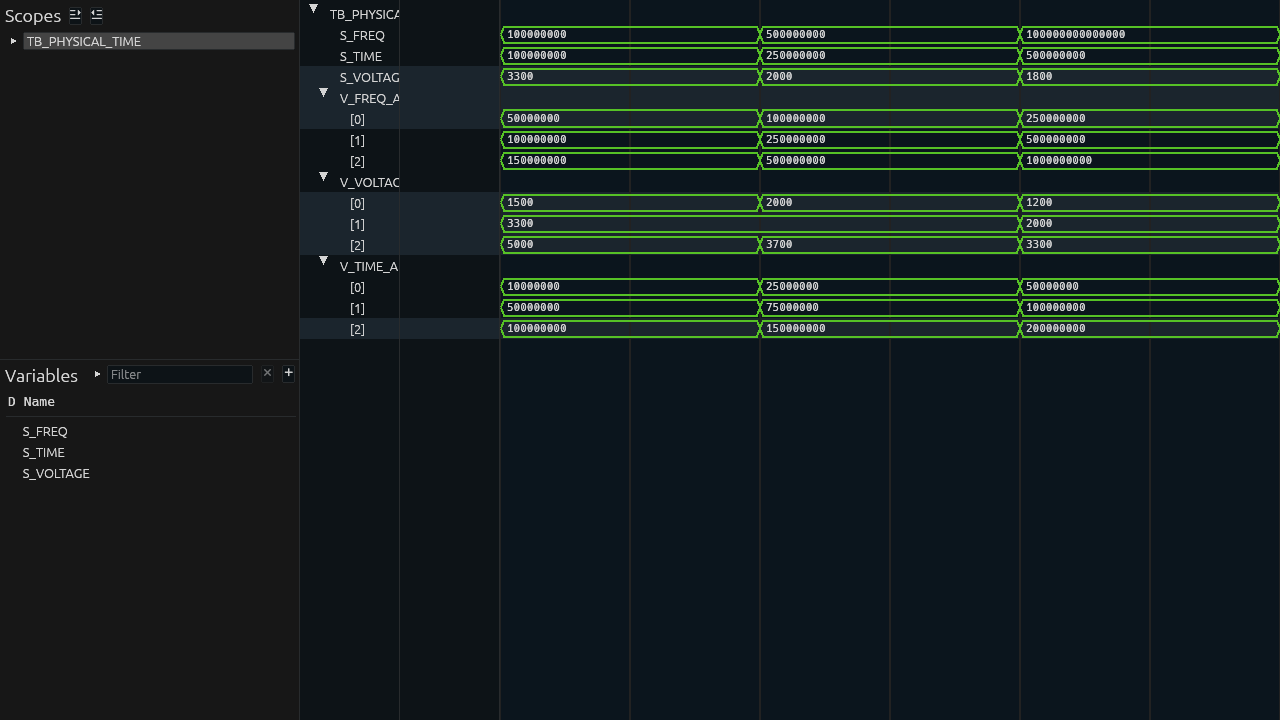 Scopes
TB_PHYSICAL_TIME
TB_PHYSICA
S_FREQ 100000000 500000000 100000000000000
S_TIME 100000000 250000000 500000000
S_VOLTAG 3300 2000 1800
V_FREQ_A
[0] 50000000 100000000 250000000
[1] 100000000 250000000 500000000
[2] 150000000 500000000 1000000000
V_VOLTAG
[0] 1500 2000 1200
[1] 3300 2000
[2] 5000 3700 3300
V_TIME_A
[0] 10000000 25000000 50000000
[1] 50000000 75000000 100000000
[2] 100000000 150000000 200000000
Variables Filter × +
D Name
S_FREQ
S_TIME
S_VOLTAGE